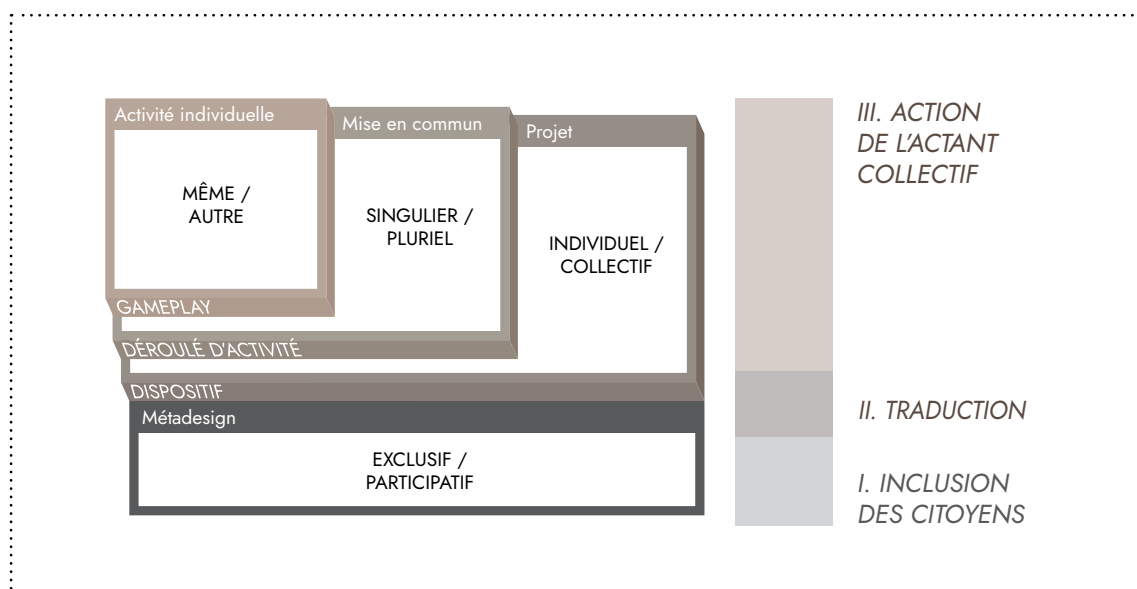 Activité individuelle
MÊME /
AUTRE
GAMEPLAY
Mise en commun
SINGULIER /
PLURIEL
DÉROULÉ D'ACTIVITÉ
Projet
INDIVIDUEL /
COLLECTIF
DISPOSITIF
Métadesign
EXCLUSIF /
PARTICIPATIF
III. ACTION
DE L'ACTANT
COLLECTIF
II. TRADUCTION
I. INCLUSION
DES CITOYENS